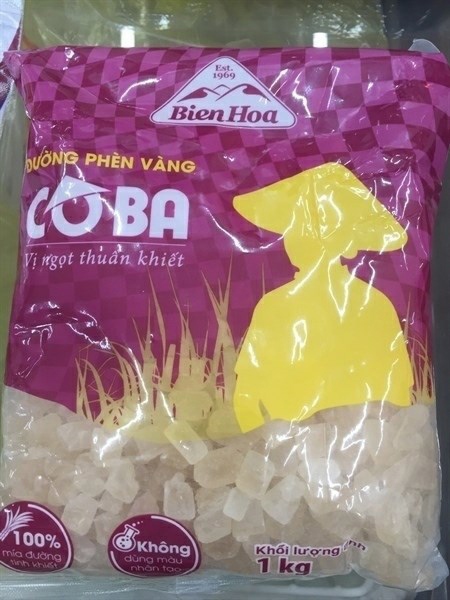 Est.
1969
Bien Hoa
ĐƯỜNG PHÈN VÀNG
CÔ BA
Vị ngọt thuần khiết
100%
mía đường
tinh khiết
Không
dùng màu
nhân tạo
Khối lượng
1 kg